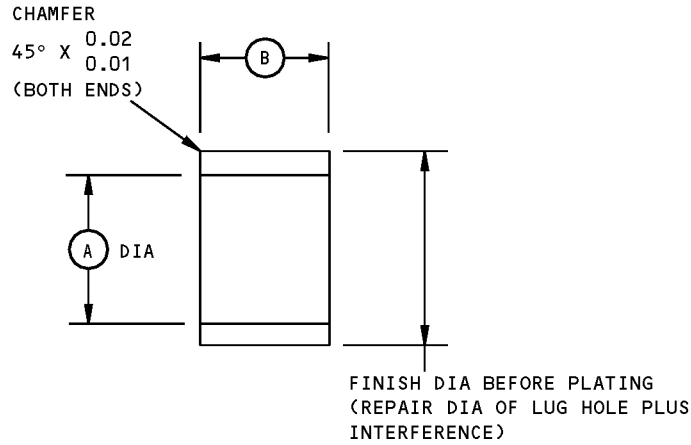 CHAMFER
45° X 0.02
0.01
(BOTH ENDS)
B
A DIA
FINISH DIA BEFORE PLATING
(REPAIR DIA OF LUG HOLE PLUS
INTERFERENCE)